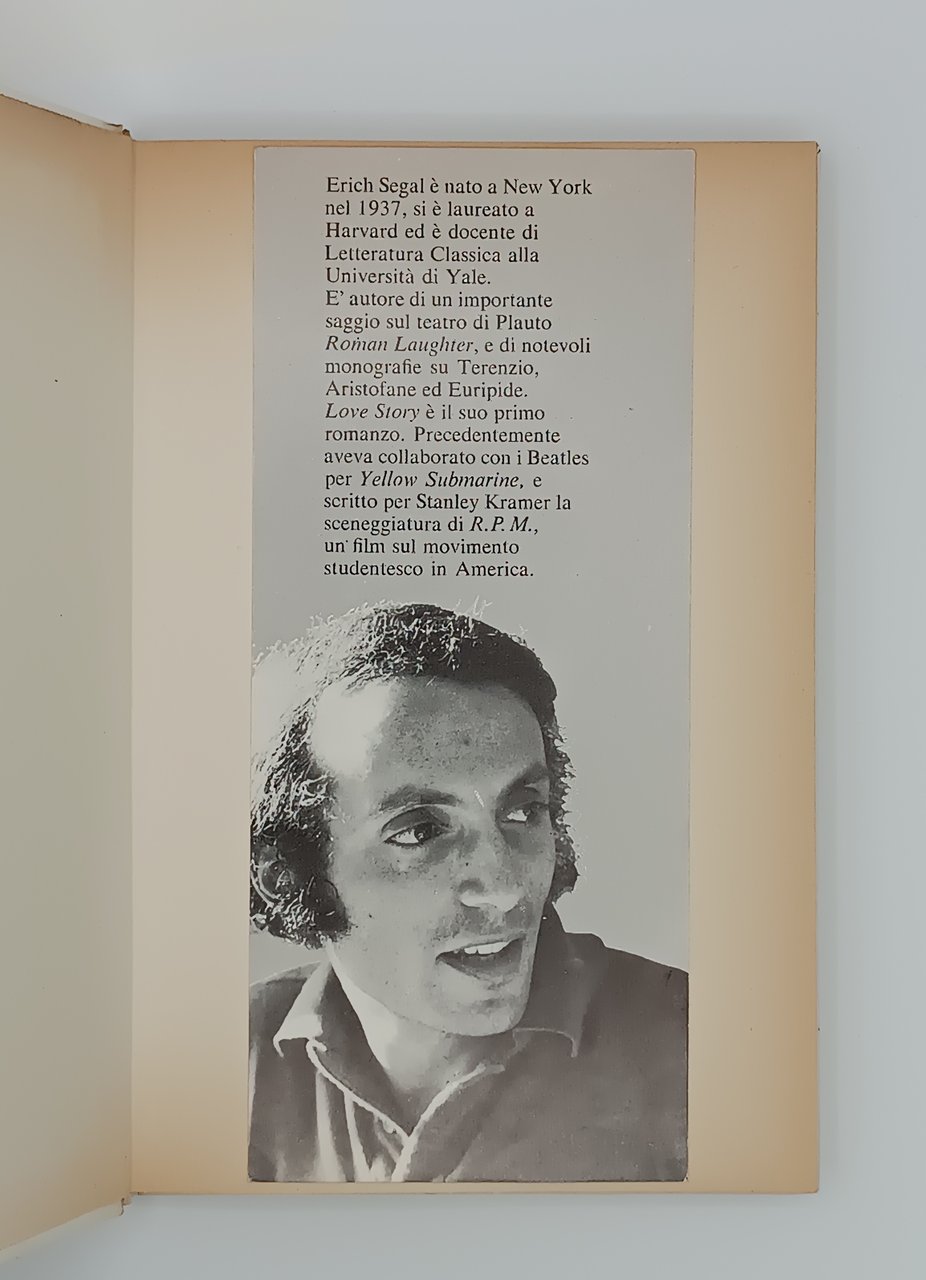 Erich Segal è nato a New York
nel 1937, si è laureato a
Harvard ed è docente di
Letteratura Classica alla
Università di Yale.
E' autore di un importante
saggio sul teatro di Plauto
Roman Laughter, e di notevoli
monografie su Terenzio,
Aristofane ed Euripide.
Love Story è il suo primo
romanzo. Precedentemente
aveva collaborato con i Beatles
per Yellow Submarine, e
scritto per Stanley Kramer la
sceneggiatura di R.P.M.,
un film sul movimento
studentesco in America.